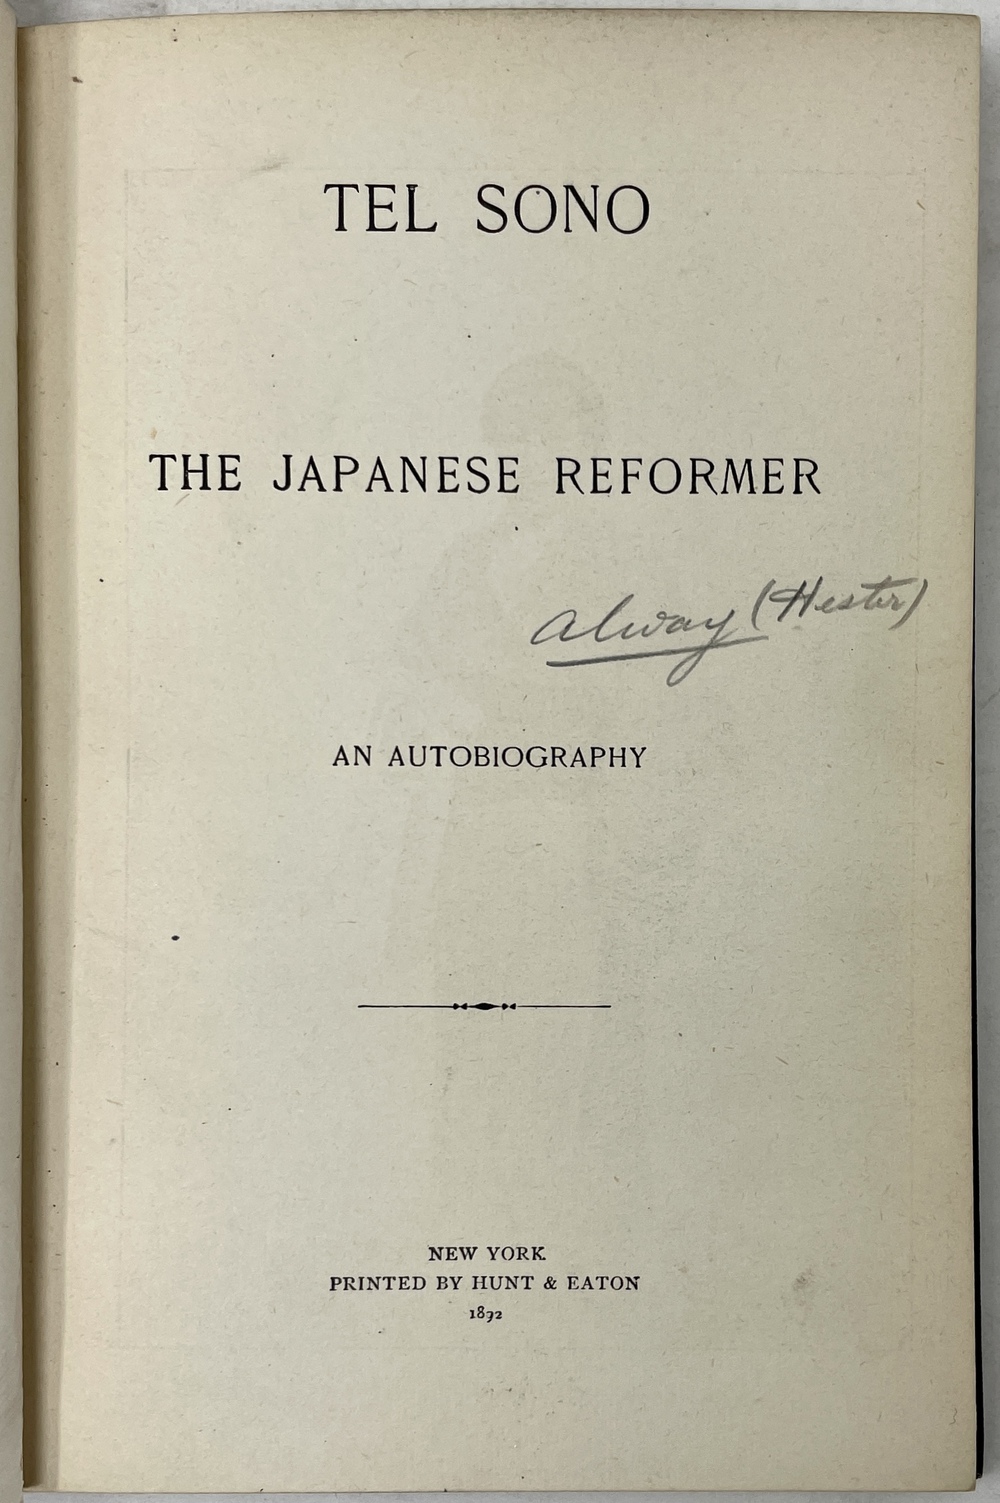 TEL SONO
THE JAPANESE REFORMER
Alway (Hester)
AN AUTOBIOGRAPHY
NEW YORK
PRINTED BY HUNT & EATON
1892